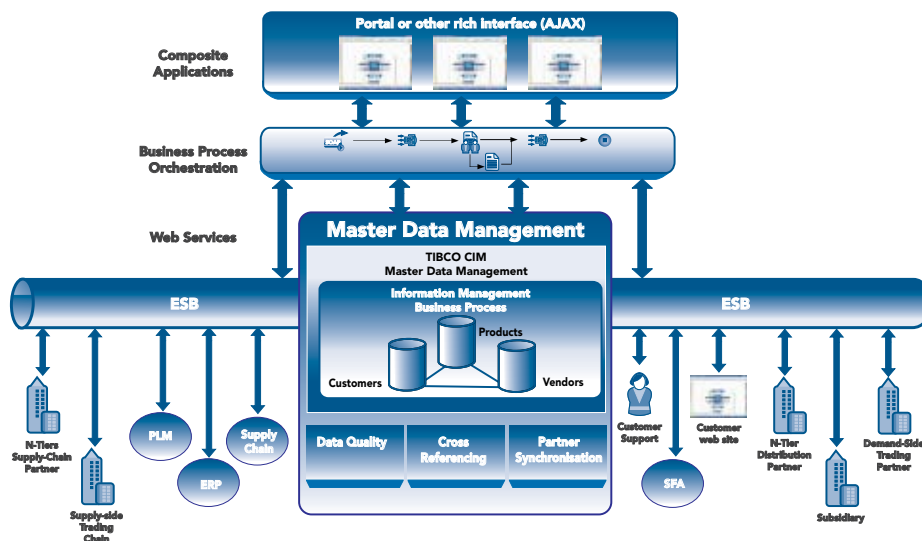 Portal or other rich interface (AJAX)
Composite
Applications
Business Process
Orchestration
Web Services
Master Data Management
TIBCO CIM
Master Data Management
Information Management
Business Process
Products
Customers
Vendors
ESB
ESB
Data Quality
Cross
Referencing
Partner
Synchronisation
N-Tiers
Supply-Chain
Partner
Supply-side
Trading
Chain
PLM
ERP
Supply
Chain
Customer
Support
SFA
Customer
web site
N-Tier
Distribution
Partner
Subsidiary
Demand-Side
Trading
Partner